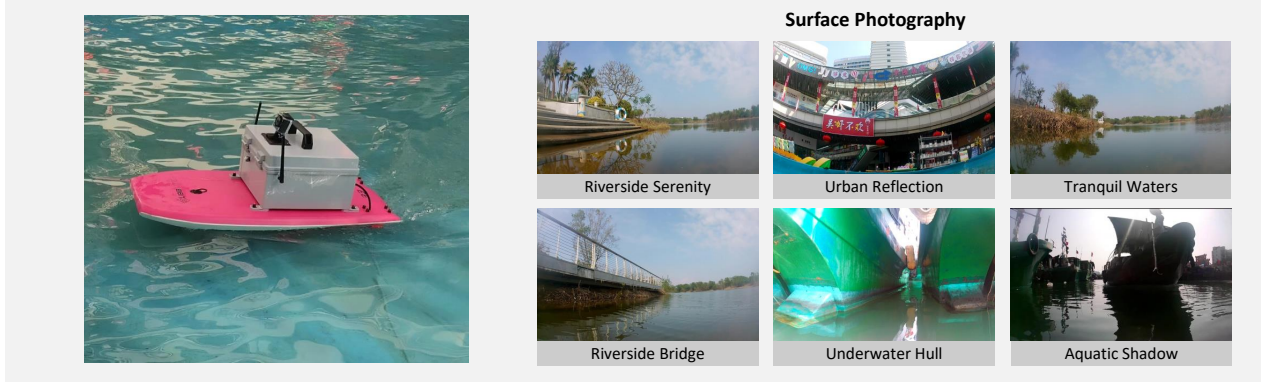 Surface Photography
Riverside Serenity
Urban Reflection
Tranquil Waters
Riverside Bridge
Underwater Hull
Aquatic Shadow